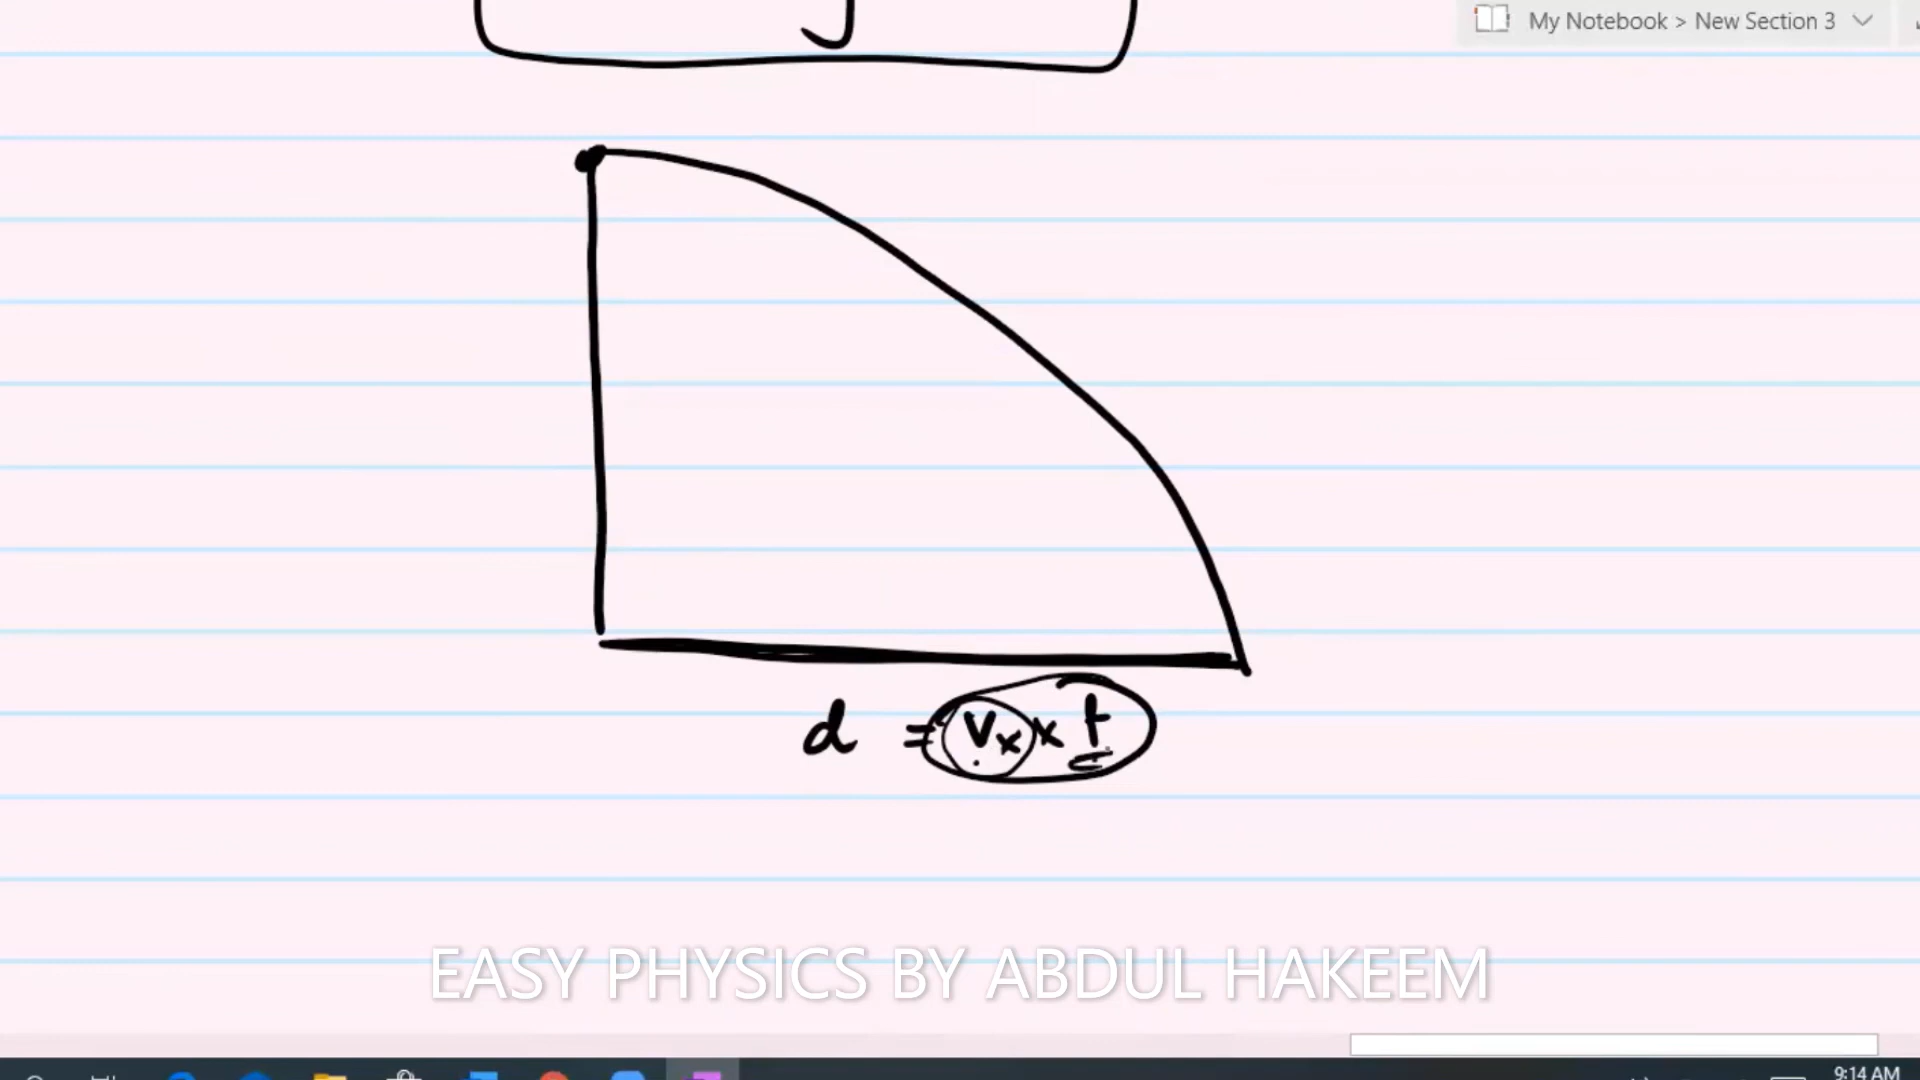 My Notebook > New Section 3
d = vₓ x t
EASY PHYSICS BY ABDUL HAKEEM
9:14 AM